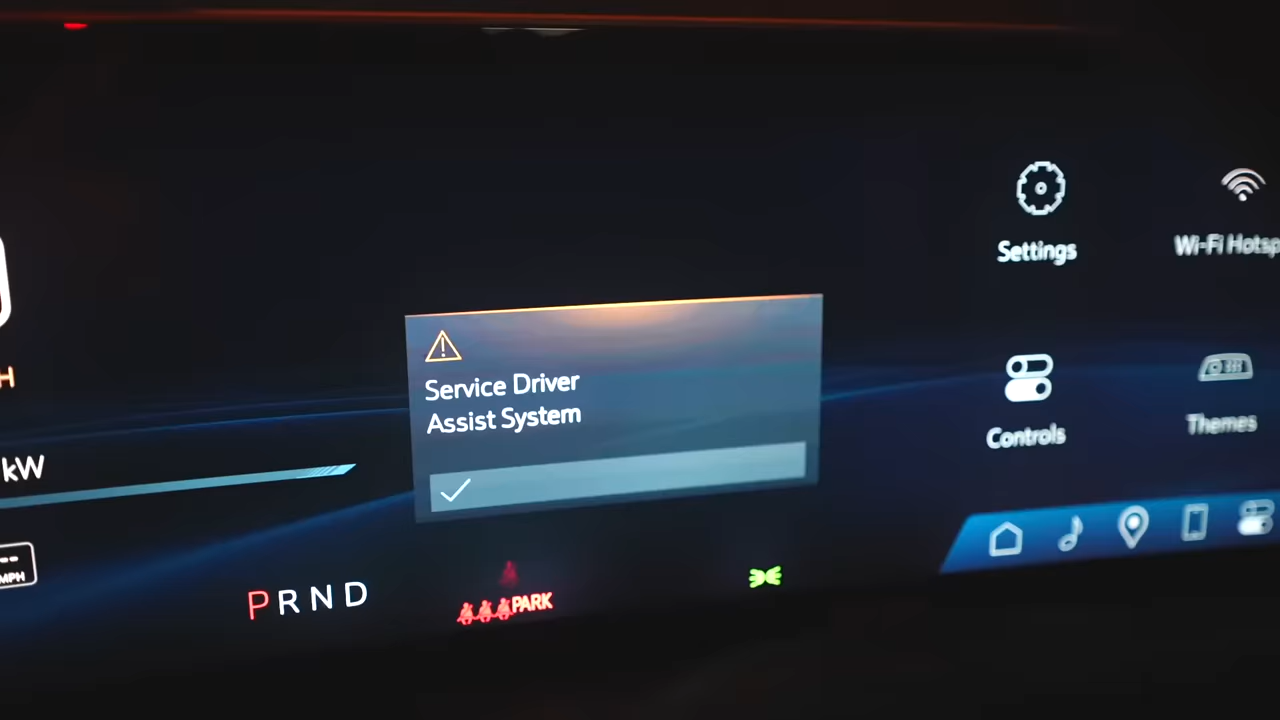 H
kW
--
MPH
P R N D
Service Driver
Assist System
PARK
Settings
Wi-Fi Hotsp
Controls
Themes